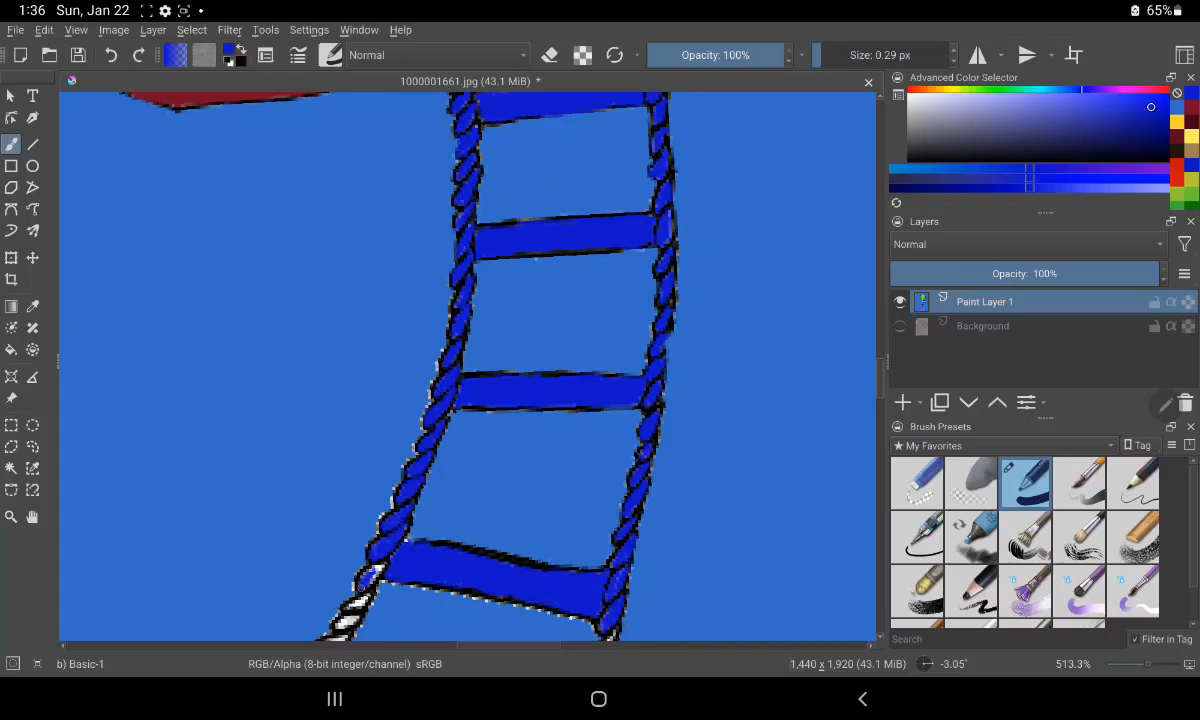 1:36 Sun, Jan 22
65%
File Edit View Image Layer Select Filter Tools Settings Window Help
Normal
Opacity: 100%
Size: 0.29 px
1000001661.jpg (43.1 MiB) *
Advanced Color Selector
Layers
Normal
Opacity: 100%
Paint Layer 1
Background
Brush Presets
★ My Favorites
Tag
Search
Filter in Tag
b) Basic-1
RGB/Alpha (8-bit integer/channel) sRGB
1,440 x 1,920 (43.1 MiB)
-3.05°
513.3%